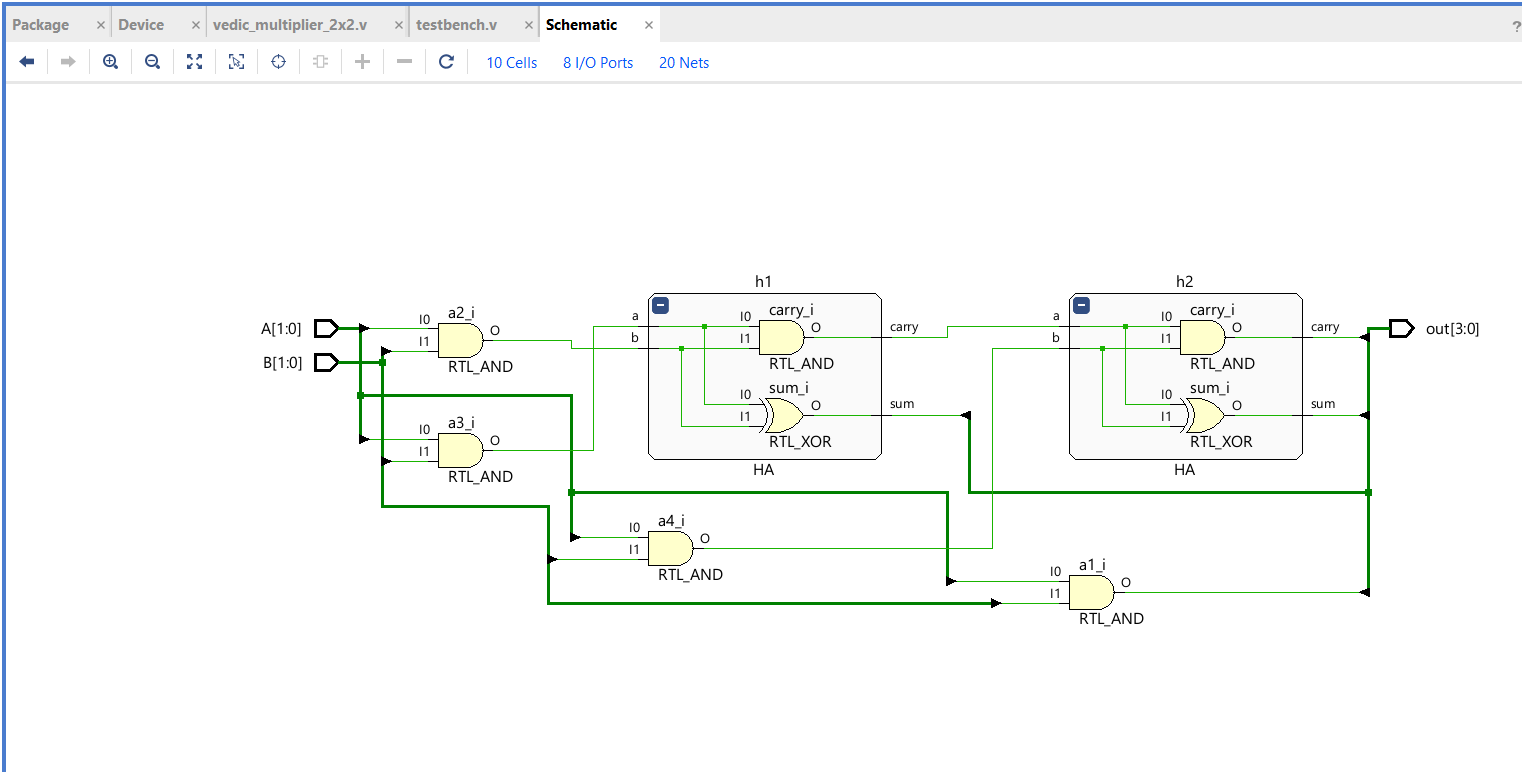 Package × Device × vedic_multiplier_2x2.v × testbench.v × Schematic × ?
10 Cells 8 I/O Ports 20 Nets
h1
h2
A[1:0]
B[1:0]
I0 a2_i O
I1
RTL_AND
I0 a3_i O
I1
RTL_AND
a
b
I0 carry_i O
I1
RTL_AND
carry
I0 sum_i O
I1
RTL_XOR
sum
HA
a
b
I0 carry_i O
I1
RTL_AND
carry
I0 sum_i O
I1
RTL_XOR
sum
HA
out[3:0]
I0 a4_i O
I1
RTL_AND
I0 a1_i O
I1
RTL_AND